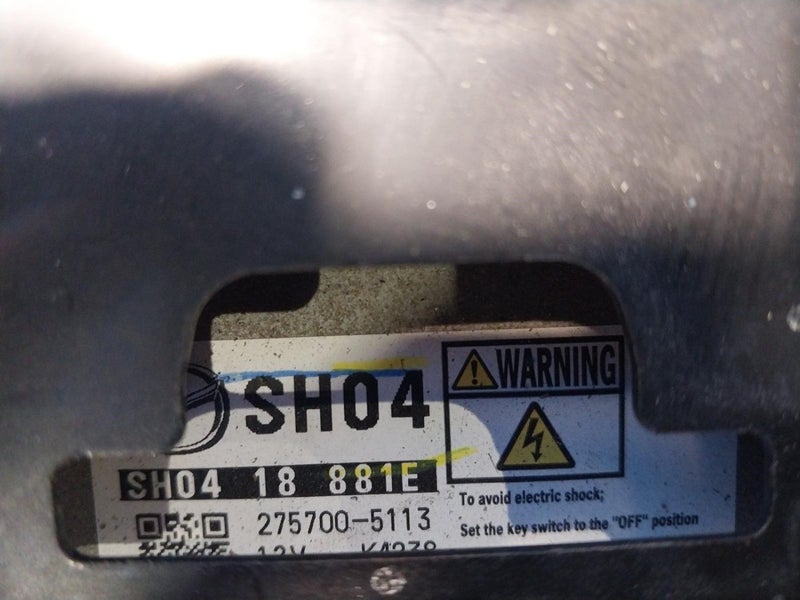 SH04
WARNING
SH04 18 881E
To avoid electric shock;
275700-5113
Set the key switch to the "OFF" position
12V